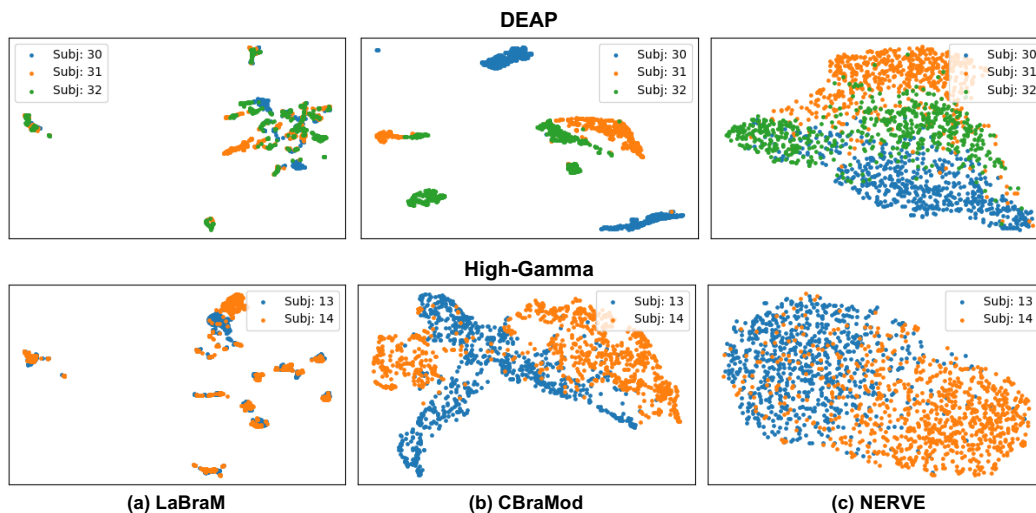 DEAP
Subj: 30
Subj: 31
Subj: 32
Subj: 30
Subj: 31
Subj: 32
Subj: 30
Subj: 31
Subj: 32
High-Gamma
Subj: 13
Subj: 14
Subj: 13
Subj: 14
Subj: 13
Subj: 14
(a) LaBraM
(b) CBraMod
(c) NERVE